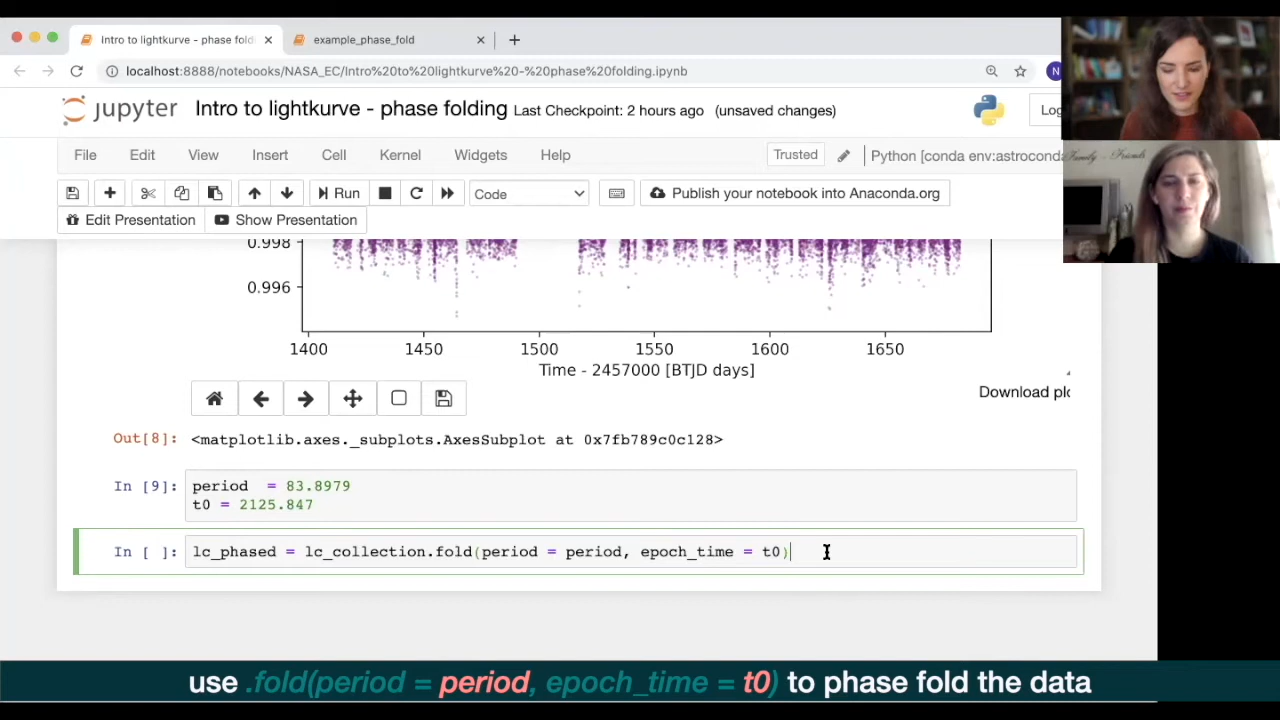 Intro to lightkurve - phase fold
example_phase_fold
localhost:8888/notebooks/NASA_EC/Intro%20to%20lightkurve%20-%20phase%20folding.ipynb
N
jupyter Intro to lightkurve - phase folding Last Checkpoint: 2 hours ago (unsaved changes)
Log
File Edit View Insert Cell Kernel Widgets Help
Trusted
Python [conda env:astrocond
Family - Friends
Run
Code
Publish your notebook into Anaconda.org
Edit Presentation
Show Presentation
0.998
0.996
1400 1450 1500 1550 1600 1650
Time - 2457000 [BTJD days]
Download plo
Out[8]: <matplotlib.axes._subplots.AxesSubplot at 0x7fb789c0c128>
In [9]: period = 83.8979
t0 = 2125.847
In [ ]: lc_phased = lc_collection.fold(period = period, epoch_time = t0)
use .fold(period = period, epoch_time = t0) to phase fold the data